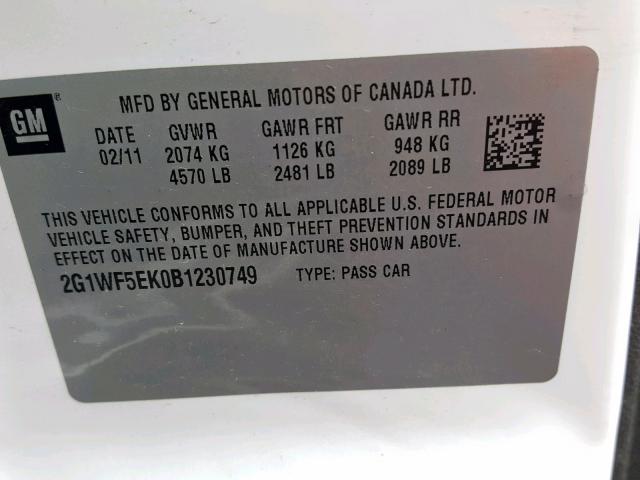 GM ®
MFD BY GENERAL MOTORS OF CANADA LTD.
DATE GVWR GAWR FRT GAWR RR
02/11 2074 KG 1126 KG 948 KG
4570 LB 2481 LB 2089 LB
THIS VEHICLE CONFORMS TO ALL APPLICABLE U.S. FEDERAL MOTOR
VEHICLE SAFETY, BUMPER, AND THEFT PREVENTION STANDARDS IN
EFFECT ON THE DATE OF MANUFACTURE SHOWN ABOVE.
2G1WF5EK0B1230749 TYPE: PASS CAR